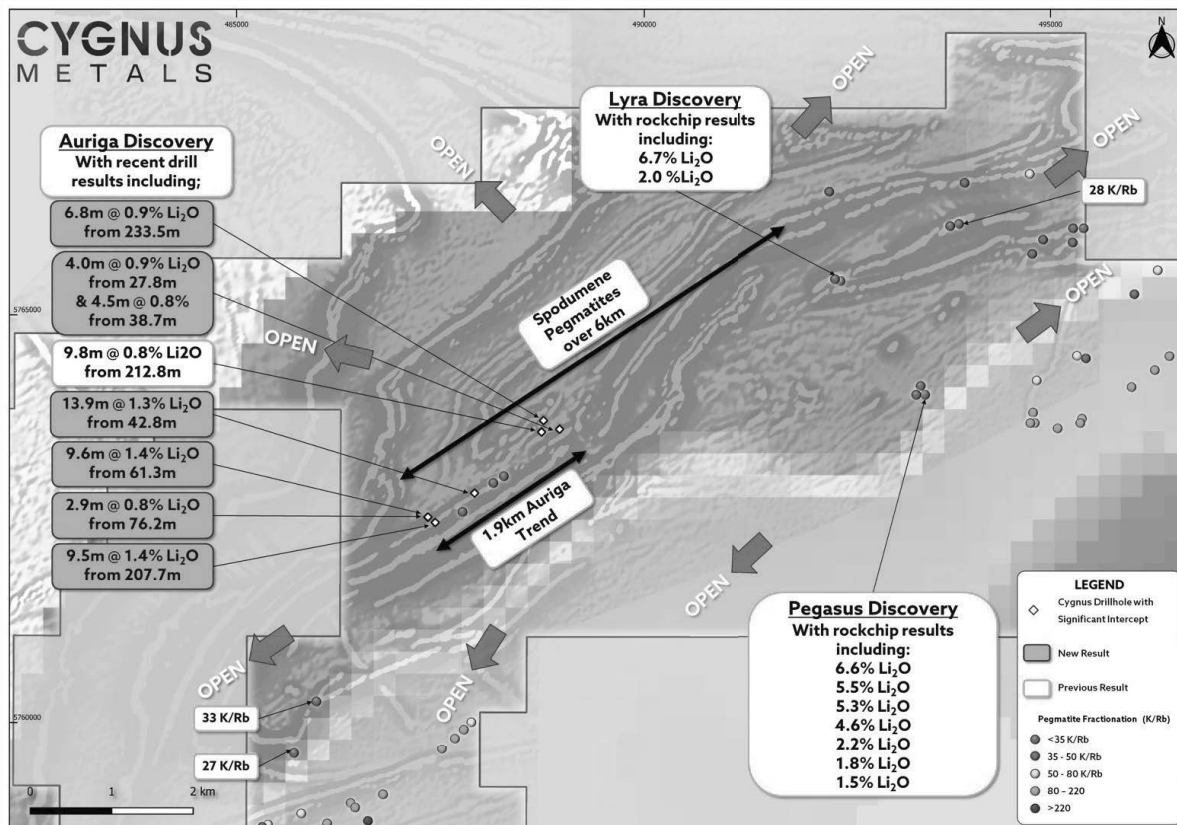 485000
490000
495000
CYGNUS
METALS
N
OPEN
OPEN
OPEN
OPEN
OPEN
OPEN
OPEN
OPEN
Auriga Discovery
With recent drill
results including;
6.8m @ 0.9% Li₂O
from 233.5m
4.0m @ 0.9% Li₂O
from 27.8m
& 4.5m @ 0.8%
from 38.7m
9.8m @ 0.8% Li2O
from 212.8m
13.9m @ 1.3% Li₂O
from 42.8m
9.6m @ 1.4% Li₂O
from 61.3m
2.9m @ 0.8% Li₂O
from 76.2m
9.5m @ 1.4% Li₂O
from 207.7m
Lyra Discovery
With rockchip results
including:
6.7% Li₂O
2.0 %Li₂O
28 K/Rb
5765000
Spodumene
Pegmatites
over 6km
1.9km Auriga
Trend
Pegasus Discovery
With rockchip results
including:
6.6% Li₂O
5.5% Li₂O
5.3% Li₂O
4.6% Li₂O
2.2% Li₂O
1.8% Li₂O
1.5% Li₂O
5760000
33 K/Rb
27 K/Rb
0 1 2 km
LEGEND
Cygnus Drillhole with
Significant Intercept
New Result
Previous Result
Pegmatite Fractionation (K/Rb)
<35 K/Rb
35 - 50 K/Rb
50 - 80 K/Rb
80 – 220
>220